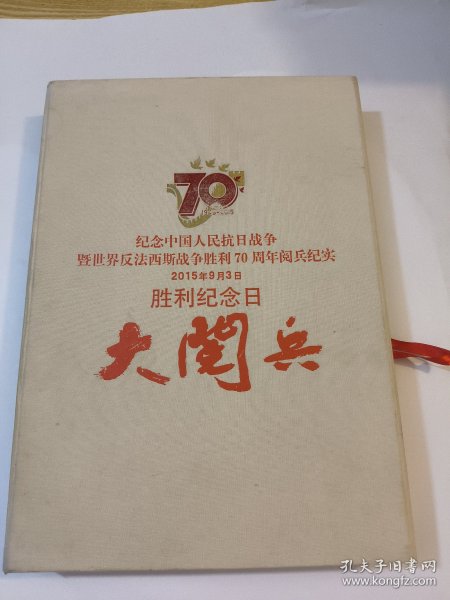 70
纪念中国人民抗日战争
暨世界反法西斯战争胜利70周年阅兵纪实
2015年9月3日
胜利纪念日
大阅兵
孔夫子旧书网
www.kongfz.com